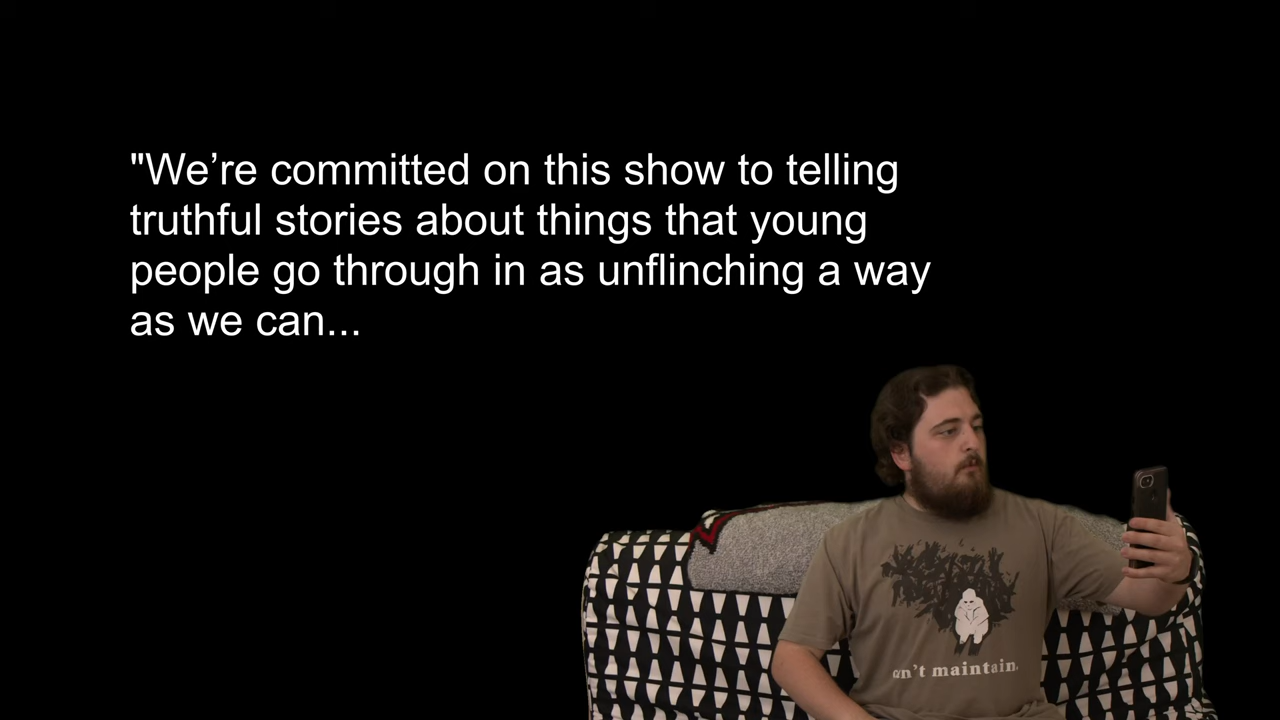 "We’re committed on this show to telling
truthful stories about things that young
people go through in as unflinching a way
as we can...
an't maintain.